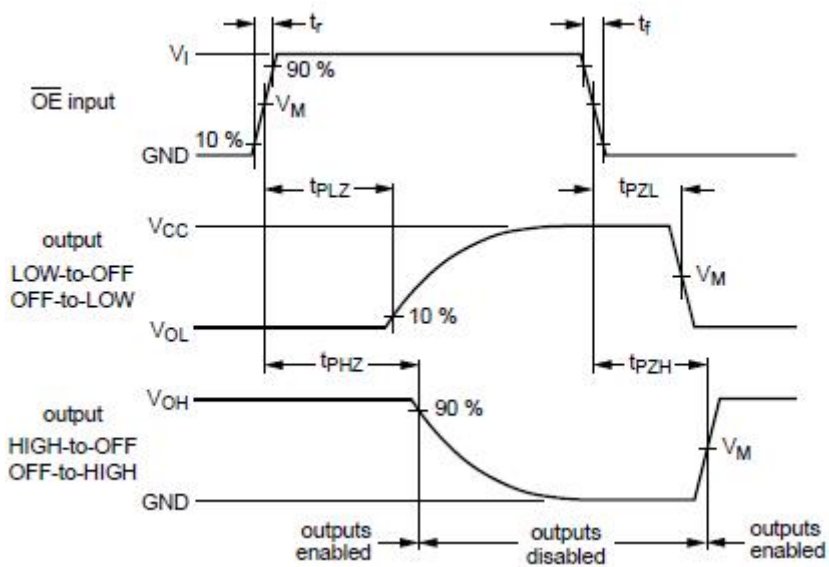 tr
tf
VI
90 %
OE input
VM
10 %
GND
tPLZ
tPZL
VCC
output
LOW-to-OFF
OFF-to-LOW
VM
10 %
VOL
tPHZ
tPZH
VOH
90 %
output
HIGH-to-OFF
OFF-to-HIGH
VM
GND
outputs
enabled
outputs
disabled
outputs
enabled